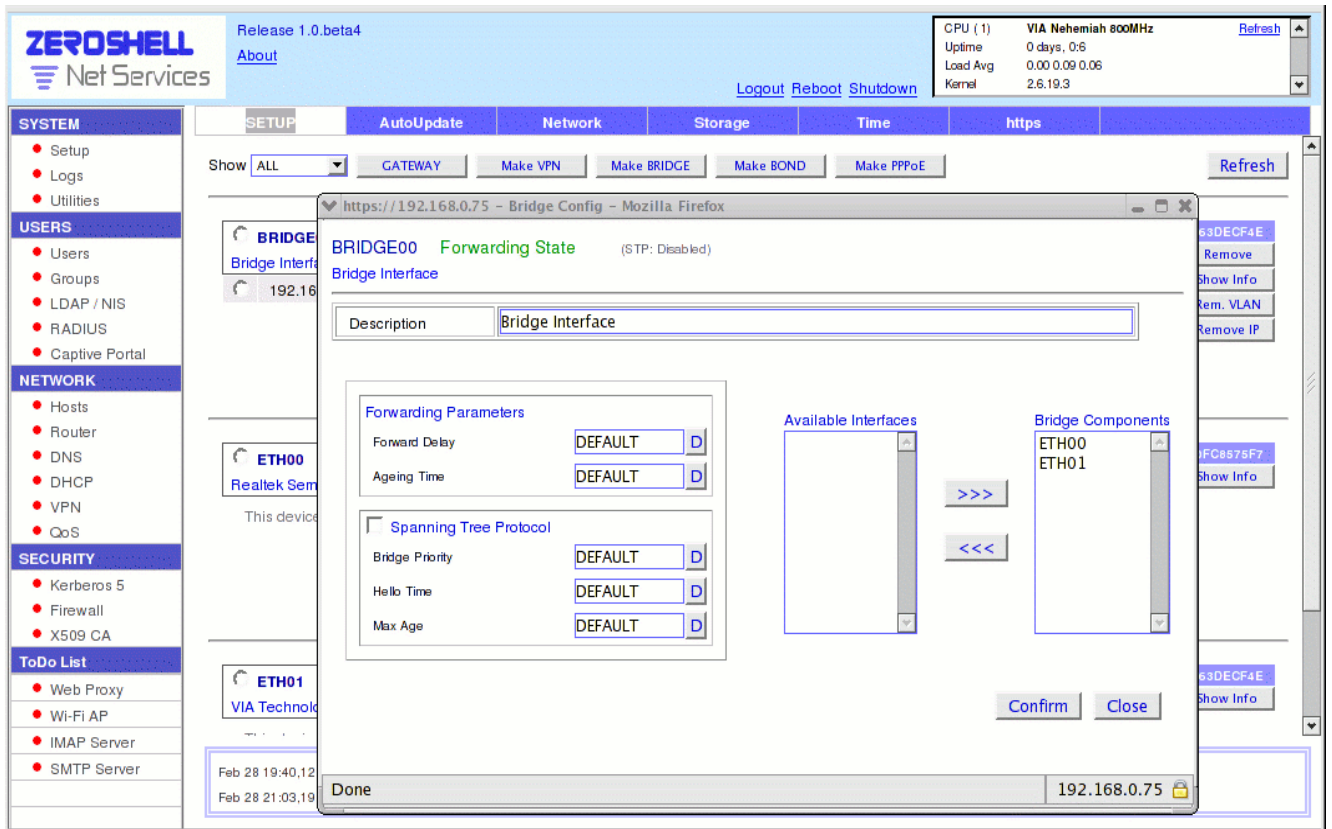 ZEROSHELL
Net Services
Release 1.0.beta4
About
Logout Reboot Shutdown
CPU (1) VIA Nehemiah 800MHz Refresh
Uptime 0 days, 0:6
Load Avg 0.00 0.09 0.06
Kernel 2.6.19.3
SYSTEM
Setup
Logs
Utilities
USERS
Users
Groups
LDAP / NIS
RADIUS
Captive Portal
NETWORK
Hosts
Router
DNS
DHCP
VPN
QoS
SECURITY
Kerberos 5
Firewall
X509 CA
ToDo List
Web Proxy
Wi-Fi AP
IMAP Server
SMTP Server
SETUP AutoUpdate Network Storage Time https
Show ALL GATEWAY Make VPN Make BRIDGE Make BOND Make PPPoE Refresh
BRIDGE
Bridge Interfa
192.16
63DECF4E
Remove
Show Info
Rem. VLAN
Remove IP
ETH00
Realtek Sem
This device
0FC8575F7
Show Info
ETH01
VIA Technolo
63DECF4E
Show Info
Feb 28 19:40,12
Feb 28 21:03,19
https://192.168.0.75 - Bridge Config - Mozilla Firefox
BRIDGE00 Forwarding State (STP: Disabled)
Bridge Interface
Description Bridge Interface
Forwarding Parameters
Forward Delay DEFAULT D
Ageing Time DEFAULT D
Spanning Tree Protocol
Bridge Priority DEFAULT D
Hello Time DEFAULT D
Max Age DEFAULT D
Available Interfaces
>>>
<<<
Bridge Components
ETH00
ETH01
Confirm Close
Done 192.168.0.75